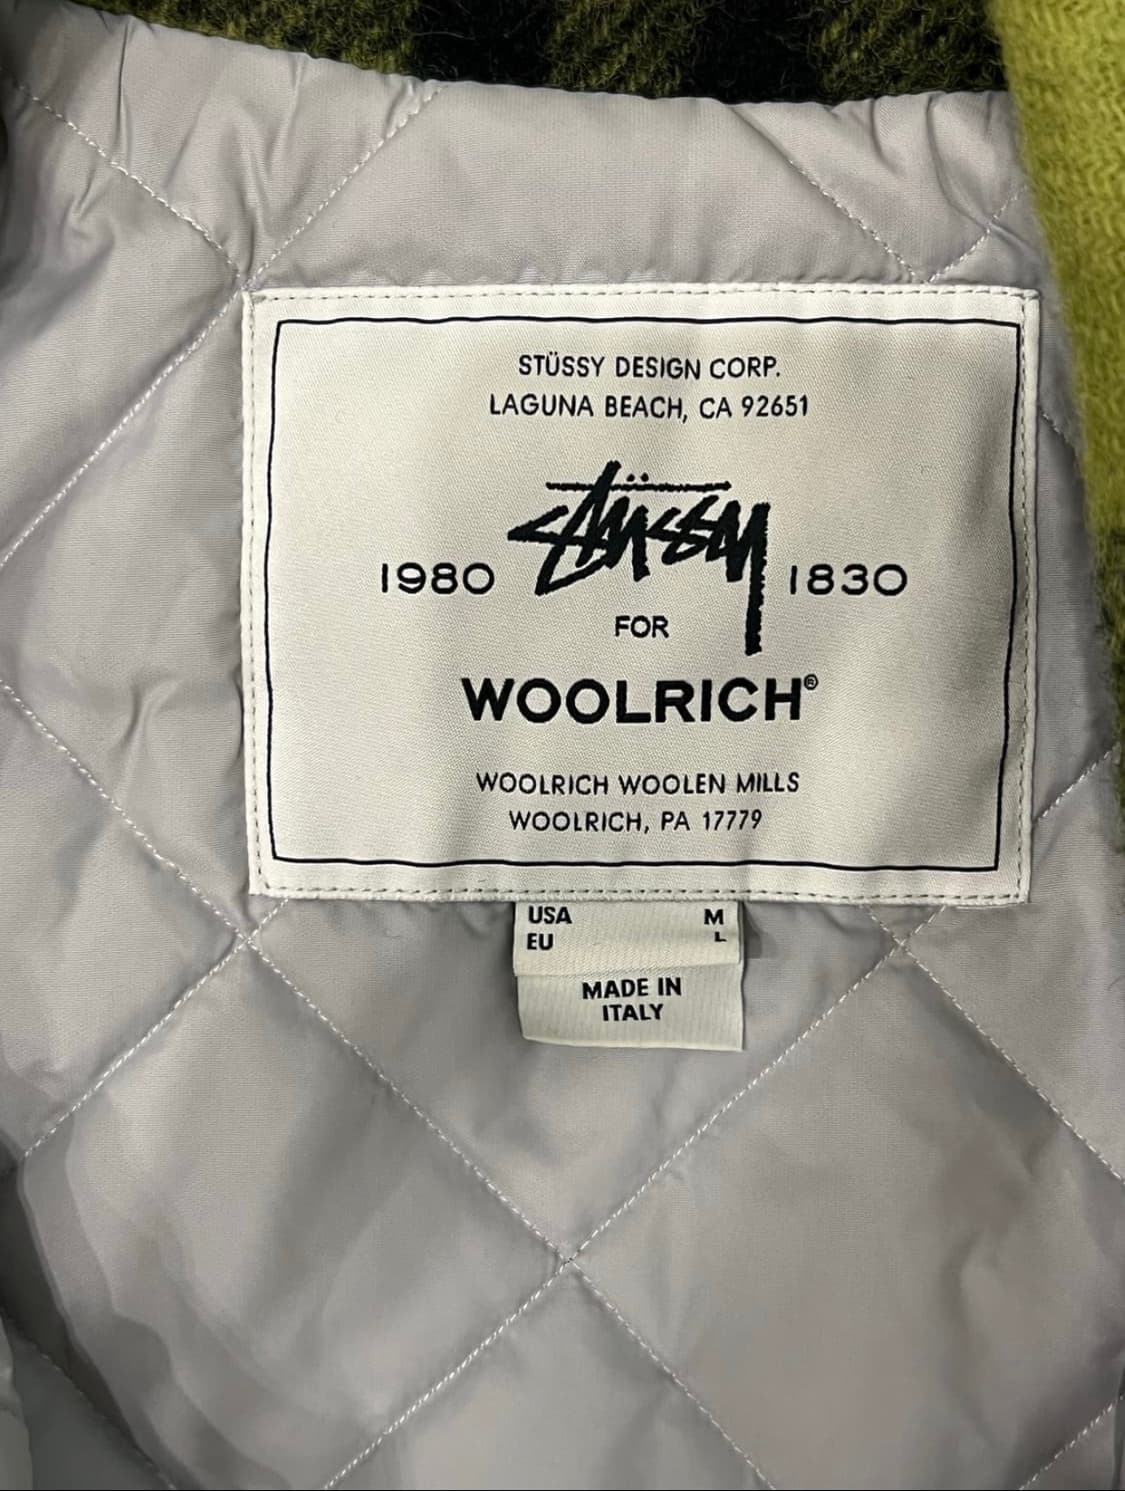 STÜSSY DESIGN CORP.
LAGUNA BEACH, CA 92651
stüssy
1980 1830
FOR
WOOLRICH®
WOOLRICH WOOLEN MILLS
WOOLRICH, PA 17779
USA M
EU L
MADE IN
ITALY